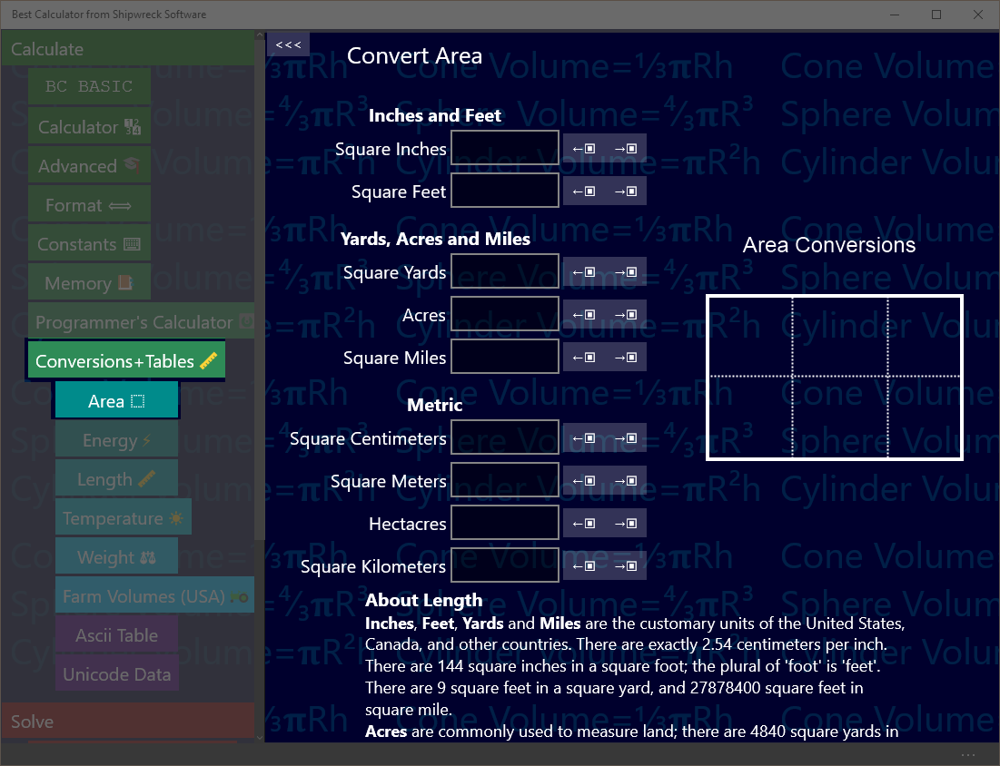 Best Calculator from Shipwreck Software
Calculate
BC BASIC
Calculator
Advanced
Format
Constants
Memory
Programmer's Calculator
Conversions+Tables
Area
Energy
Length
Temperature
Weight
Farm Volumes (USA)
Ascii Table
Unicode Data
Solve
<<<
Convert Area
Inches and Feet
Square Inches ←▣ →▣
Square Feet ←▣ →▣
Yards, Acres and Miles
Square Yards ←▣ →▣
Acres ←▣ →▣
Square Miles ←▣ →▣
Metric
Square Centimeters ←▣ →▣
Square Meters ←▣ →▣
Hectacres ←▣ →▣
Square Kilometers ←▣ →▣
About Length
Inches, Feet, Yards and Miles are the customary units of the United States,
Canada, and other countries. There are exactly 2.54 centimeters per inch.
There are 144 square inches in a square foot; the plural of 'foot' is 'feet'.
There are 9 square feet in a square yard, and 27878400 square feet in
square mile.
Acres are commonly used to measure land; there are 4840 square yards in
Area Conversions
Cone Volume=⅓πRh
Sphere Volume=⁴⁄₃πR³
Cylinder Volume=πR²h